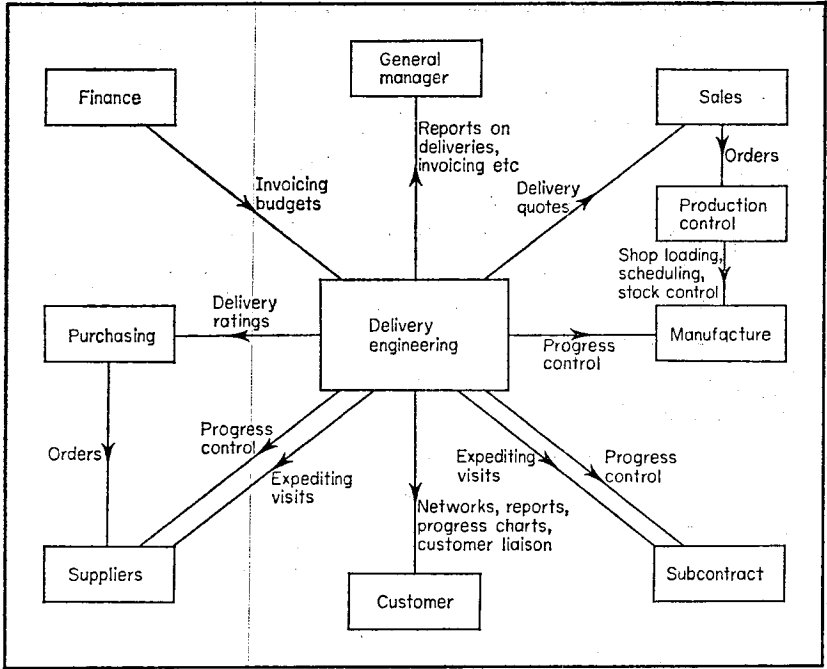 General
manager
Finance
Sales
Reports on
deliveries,
invoicing etc
Orders
Invoicing
budgets
Delivery
quotes
Production
control
Shop loading,
scheduling,
stock control
Delivery
ratings
Purchasing
Delivery
engineering
Manufacture
Progress
control
Progress
control
Orders
Expediting
visits
Expediting
visits
Progress
control
Networks, reports,
progress charts,
customer liaison
Suppliers
Customer
Subcontract